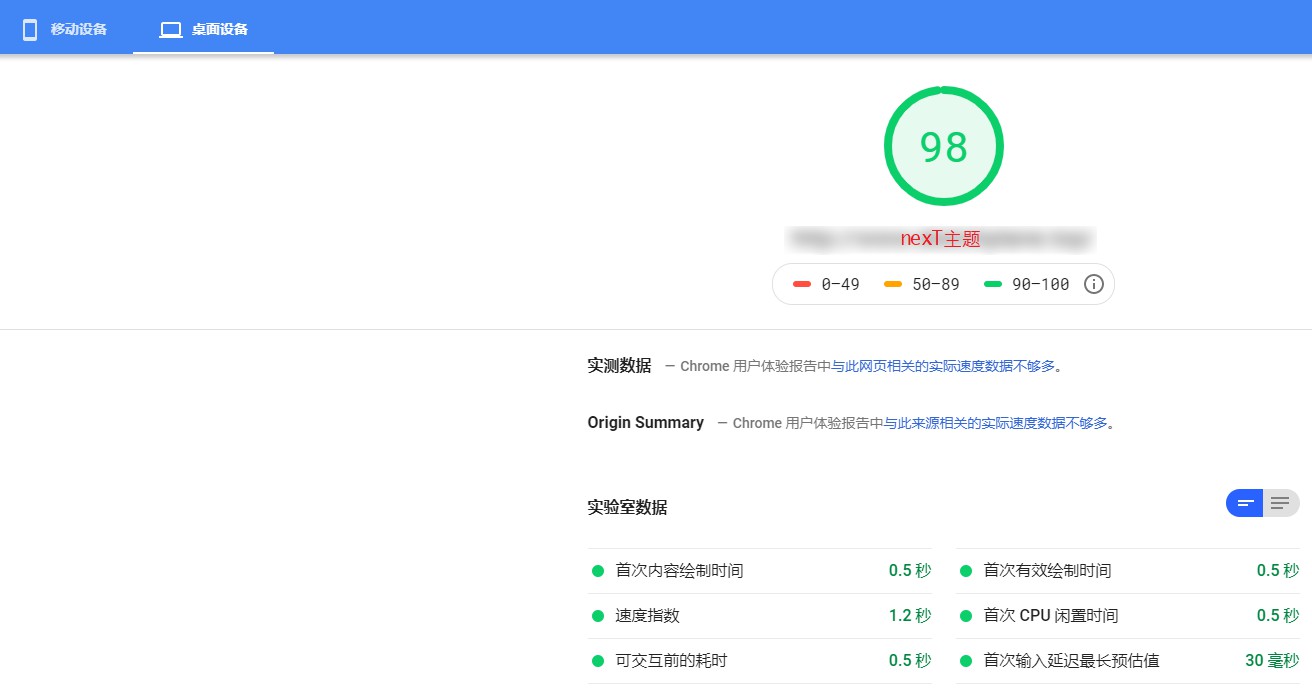 移动设备 桌面设备
98
nexT主题
0–49 50–89 90–100
实测数据 — Chrome 用户体验报告中与此网页相关的实际速度数据不够多。
Origin Summary — Chrome 用户体验报告中与此来源相关的实际速度数据不够多。
实验室数据
首次内容绘制时间 0.5 秒 首次有效绘制时间 0.5 秒
速度指数 1.2 秒 首次 CPU 闲置时间 0.5 秒
可交互前的耗时 0.5 秒 首次输入延迟最长预估值 30 毫秒